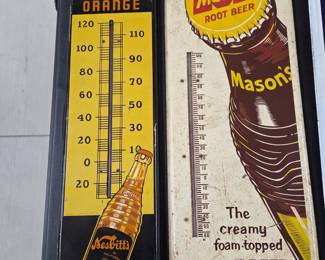 ORANGE
120
110
100
90
80
70
60
50
40
30
20
10
0
10
20
Nesbitt's
ROOT BEER
Mason's
The
creamy
foam-topped